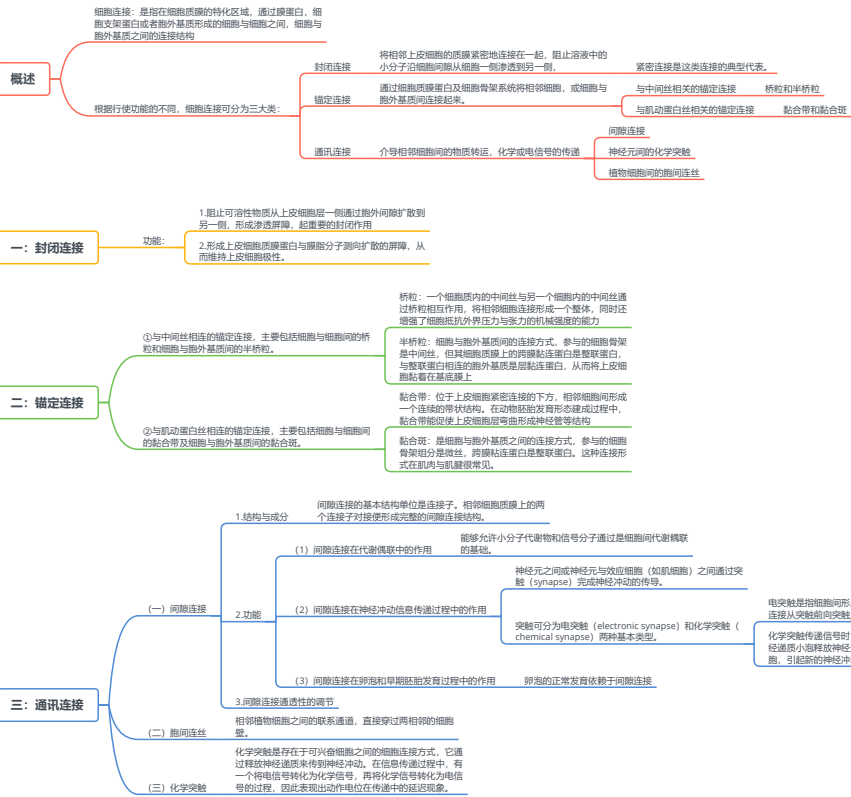 细胞连接：是指在细胞质膜的特化区域，通过膜蛋白，细
胞支架蛋白或者胞外基质形成的细胞与细胞之间，细胞与
胞外基质之间的连接结构
概述
根据行使功能的不同，细胞连接可分为三大类：
封闭连接
将相邻上皮细胞的质膜紧密地连接在一起，阻止溶液中的
小分子沿细胞间隙从细胞一侧渗透到另一侧，
紧密连接是这类连接的典型代表。
锚定连接
通过细胞质膜蛋白及细胞骨架系统将相邻细胞，或细胞与
胞外基质间连接起来。
与中间丝相关的锚定连接
桥粒和半桥粒
与肌动蛋白丝相关的锚定连接
黏合带和黏合斑
通讯连接
介导相邻细胞间的物质转运，化学或电信号的传递
间隙连接
神经元间的化学突触
植物细胞间的胞间连丝
一：封闭连接
功能：
1.阻止可溶性物质从上皮细胞层一侧通过胞外间隙扩散到
另一侧，形成渗透屏障，起重要的封闭作用
2.形成上皮细胞质膜蛋白与膜脂分子测向扩散的屏障，从
而维持上皮细胞极性。
二：锚定连接
①与中间丝相连的锚定连接，主要包括细胞与细胞间的桥
粒和细胞与胞外基质间的半桥粒。
桥粒：一个细胞质内的中间丝与另一个细胞内的中间丝通
过桥粒相互作用，将相邻细胞连接形成一个整体，同时还
增强了细胞抵抗外界压力与张力的机械强度的能力
半桥粒：细胞与胞外基质间的连接方式，参与的细胞骨架
是中间丝，但其细胞质膜上的跨膜黏连蛋白是整联蛋白，
与整联蛋白相连的胞外基质是层黏连蛋白，从而将上皮细
胞黏着在基底膜上
②与肌动蛋白丝相连的锚定连接，主要包括细胞与细胞间
的黏合带及细胞与胞外基质间的黏合斑。
黏合带：位于上皮细胞紧密连接的下方，相邻细胞间形成
一个连续的带状结构。在动物胚胎发育形态建成过程中，
黏合带能促使上皮细胞层弯曲形成神经管等结构
黏合斑：是细胞与胞外基质之间的连接方式，参与的细胞
骨架组分是微丝，跨膜粘连蛋白是整联蛋白。这种连接形
式在肌肉与肌腱很常见。
三：通讯连接
（一）间隙连接
1.结构与成分
间隙连接的基本结构单位是连接子。相邻细胞质膜上的两
个连接子对接便形成完整的间隙连接结构。
2.功能
（1）间隙连接在代谢偶联中的作用
能够允许小分子代谢物和信号分子通过是细胞间代谢耦联
的基础。
（2）间隙连接在神经冲动信息传递过程中的作用
神经元之间或神经元与效应细胞（如肌细胞）之间通过突
触（synapse）完成神经冲动的传导。
突触可分为电突触（electronic synapse）和化学突触（
chemical synapse）两种基本类型。
电突触是指细胞间形
连接从突触前向突触
化学突触传递信号时
经递质小泡释放神经
胞，引起新的神经冲
（3）间隙连接在卵泡和早期胚胎发育过程中的作用
卵泡的正常发育依赖于间隙连接
3.间隙连接通透性的调节
（二）胞间连丝
相邻植物细胞之间的联系通道，直接穿过两相邻的细胞
壁。
（三）化学突触
化学突触是存在于可兴奋细胞之间的细胞连接方式，它通
过释放神经递质来传到神经冲动。在信息传递过程中，有
一个将电信号转化为化学信号，再将化学信号转化为电信
号的过程，因此表现出动作电位在传递中的延迟现象。